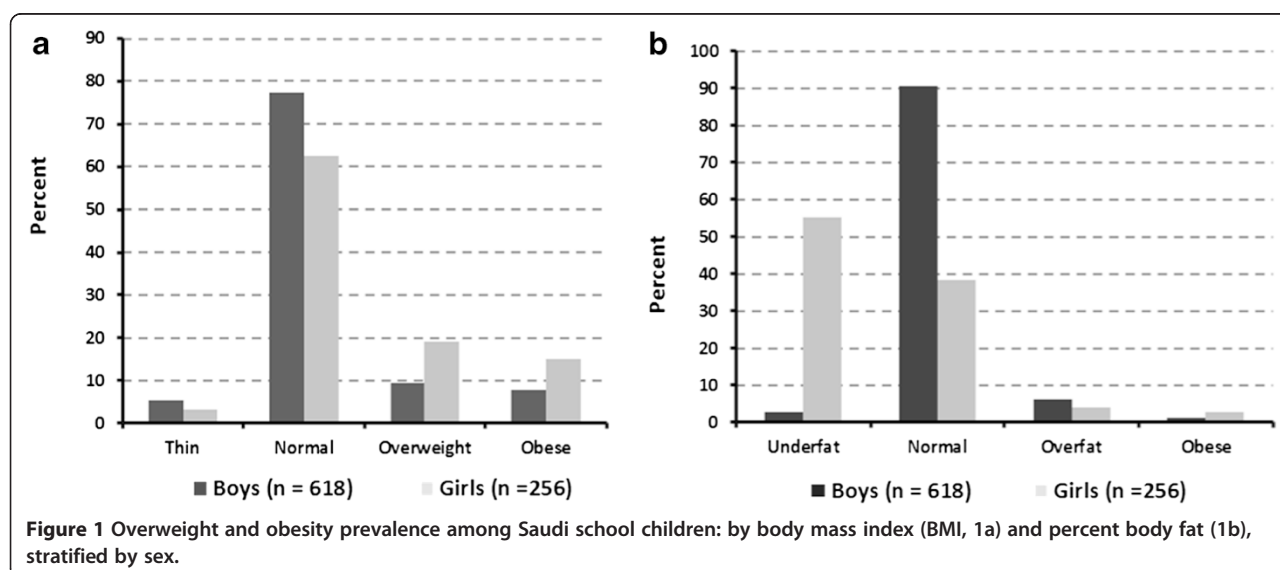 a
90
80
70
60
50
40
30
20
10
0
Percent
Thin Normal Overweight Obese
Boys (n = 618) Girls (n =256)
b
100
90
80
70
60
50
40
30
20
10
0
Percent
Underfat Normal Overfat Obese
Boys (n = 618) Girls (n =256)
Figure 1 Overweight and obesity prevalence among Saudi school children: by body mass index (BMI, 1a) and percent body fat (1b),
stratified by sex.